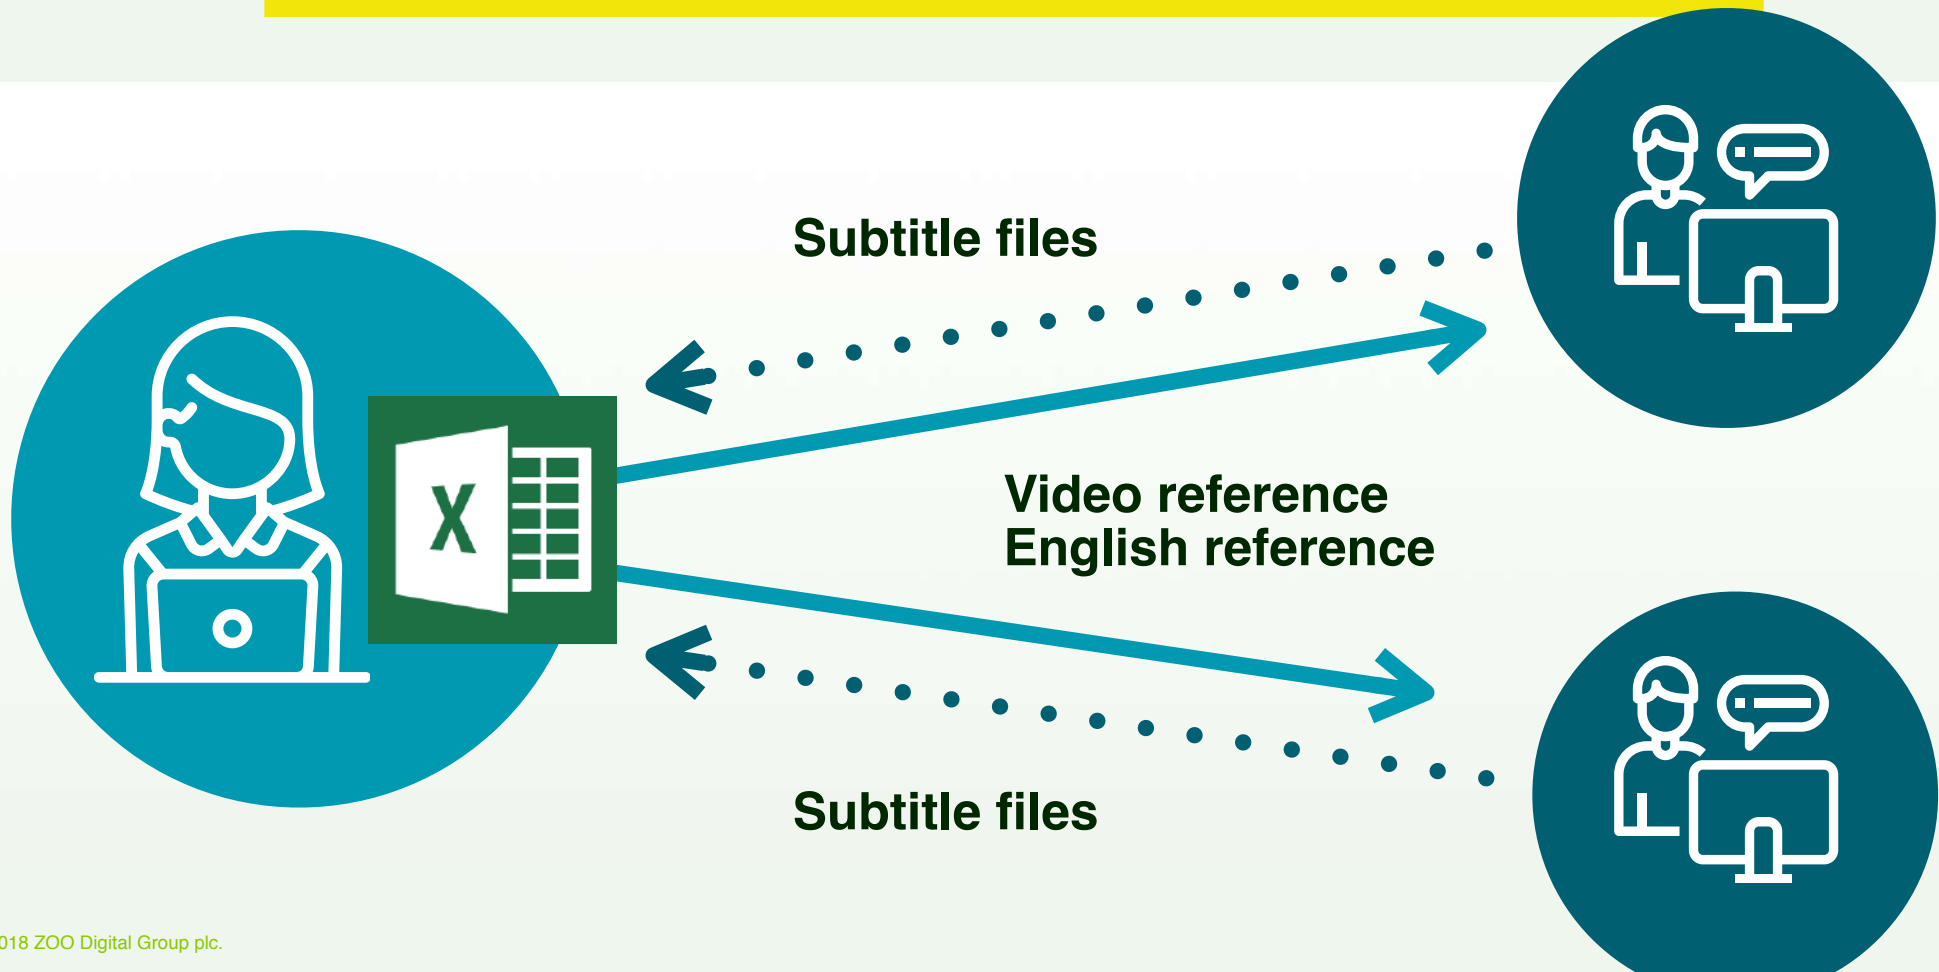 Subtitle files
X
Video reference
English reference
Subtitle files
018 ZOO Digital Group plc.